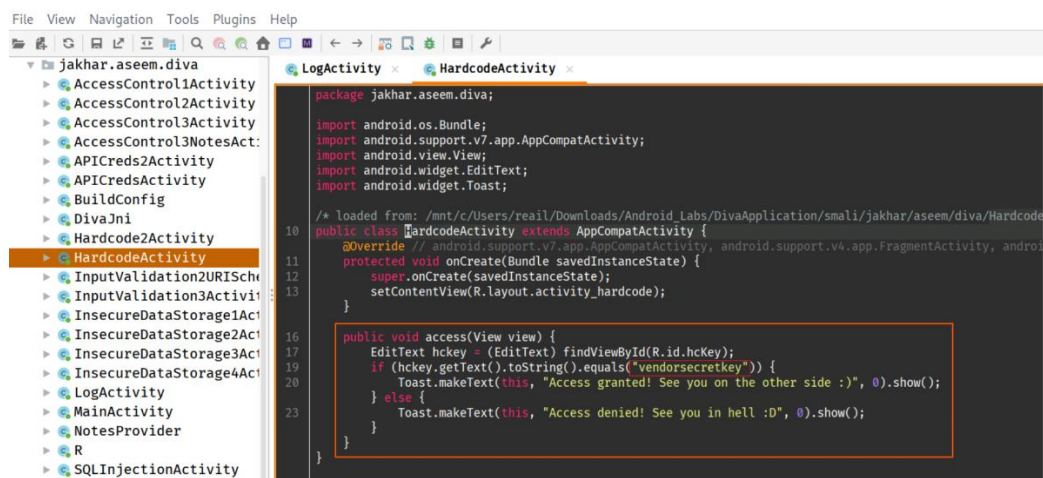 File View Navigation Tools Plugins Help
jakhar.aseem.diva
AccessControl1Activity
AccessControl2Activity
AccessControl3Activity
AccessControl3NotesAct:
APICreds2Activity
APICredsActivity
BuildConfig
DivaJni
Hardcode2Activity
HardcodeActivity
InputValidation2URISche
InputValidation3Activit
InsecureDataStorage1Act
InsecureDataStorage2Act
InsecureDataStorage3Act
InsecureDataStorage4Act
LogActivity
MainActivity
NotesProvider
R
SQLInjectionActivity
LogActivity × HardcodeActivity ×
package jakhar.aseem.diva;
import android.os.Bundle;
import android.support.v7.app.AppCompatActivity;
import android.view.View;
import android.widget.EditText;
import android.widget.Toast;
/* loaded from: /mnt/c/Users/reail/Downloads/Android_Labs/DivaApplication/smali/jakhar/aseem/diva/Hardcode
10 public class HardcodeActivity extends AppCompatActivity {
@Override // android.support.v7.app.AppCompatActivity, android.support.v4.app.FragmentActivity, androi
11 protected void onCreate(Bundle savedInstanceState) {
12 super.onCreate(savedInstanceState);
13 setContentView(R.layout.activity_hardcode);
}
16 public void access(View view) {
17 EditText hckey = (EditText) findViewById(R.id.hcKey);
19 if (hckey.getText().toString().equals("vendorsecretkey")) {
20 Toast.makeText(this, "Access granted! See you on the other side :)", 0).show();
} else {
23 Toast.makeText(this, "Access denied! See you in hell :D", 0).show();
}
}
}